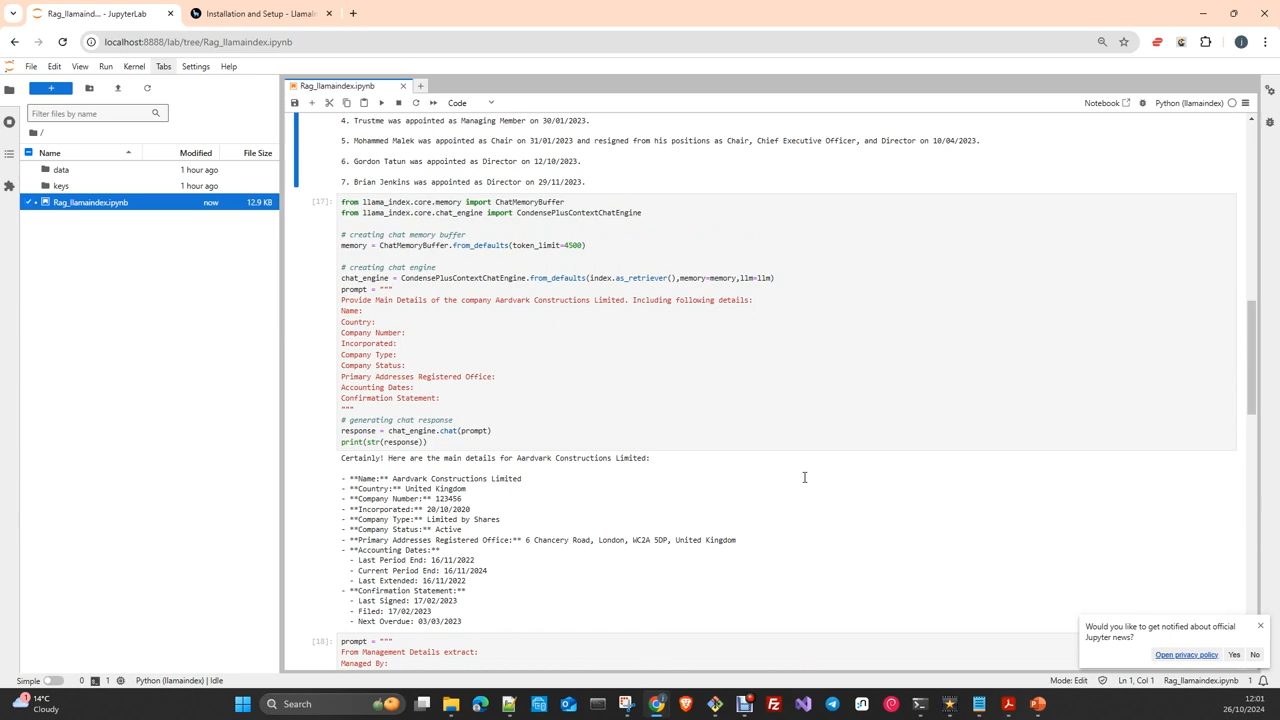 Rag_llamaind... - JupyterLab
Installation and Setup - Llamale
localhost:8888/lab/tree/Rag_llamaindex.ipynb
File Edit View Run Kernel Tabs Settings Help
Rag_llamaindex.ipynb
Filter files by name
Code
Notebook
Python (llamaindex)
/
Name Modified File Size
data 1 hour ago
keys 1 hour ago
Rag_llamaindex.ipynb now 12.9 KB
4. Trustme was appointed as Managing Member on 30/01/2023.
5. Mohammed Malek was appointed as Chair on 31/01/2023 and resigned from his positions as Chair, Chief Executive Officer, and Director on 10/04/2023.
6. Gordon Tatun was appointed as Director on 12/10/2023.
7. Brian Jenkins was appointed as Director on 29/11/2023.
[17]:
from llama_index.core.memory import ChatMemoryBuffer
from llama_index.core.chat_engine import CondensePlusContextChatEngine
# creating chat memory buffer
memory = ChatMemoryBuffer.from_defaults(token_limit=4500)
# creating chat engine
chat_engine = CondensePlusContextChatEngine.from_defaults(index.as_retriever(),memory=memory,llm=llm)
prompt = """
Provide Main Details of the company Aardvark Constructions Limited. Including following details:
Name:
Country:
Company Number:
Incorporated:
Company Type:
Company Status:
Primary Addresses Registered Office:
Accounting Dates:
Confirmation Statement:
"""
# generating chat response
response = chat_engine.chat(prompt)
print(str(response))
Certainly! Here are the main details for Aardvark Constructions Limited:
- **Name:** Aardvark Constructions Limited
- **Country:** United Kingdom
- **Company Number:** 123456
- **Incorporated:** 20/10/2020
- **Company Type:** Limited by Shares
- **Company Status:** Active
- **Primary Addresses Registered Office:** 6 Chancery Road, London, WC2A 5DP, United Kingdom
- **Accounting Dates:**
- Last Period End: 16/11/2022
- Current Period End: 16/11/2024
- Last Extended: 16/11/2022
- **Confirmation Statement:**
- Last Signed: 17/02/2023
- Filed: 17/02/2023
- Next Overdue: 03/03/2023
[18]:
prompt = """
From Management Details extract:
Managed By:
Would you like to get notified about official
Jupyter news?
Open privacy policy Yes No
Simple 0 1 Python (llamaindex) | Idle
Mode: Edit Ln 1, Col 1 Rag_llamaindex.ipynb 1
14°C
Cloudy
Search
12:01
26/10/2024